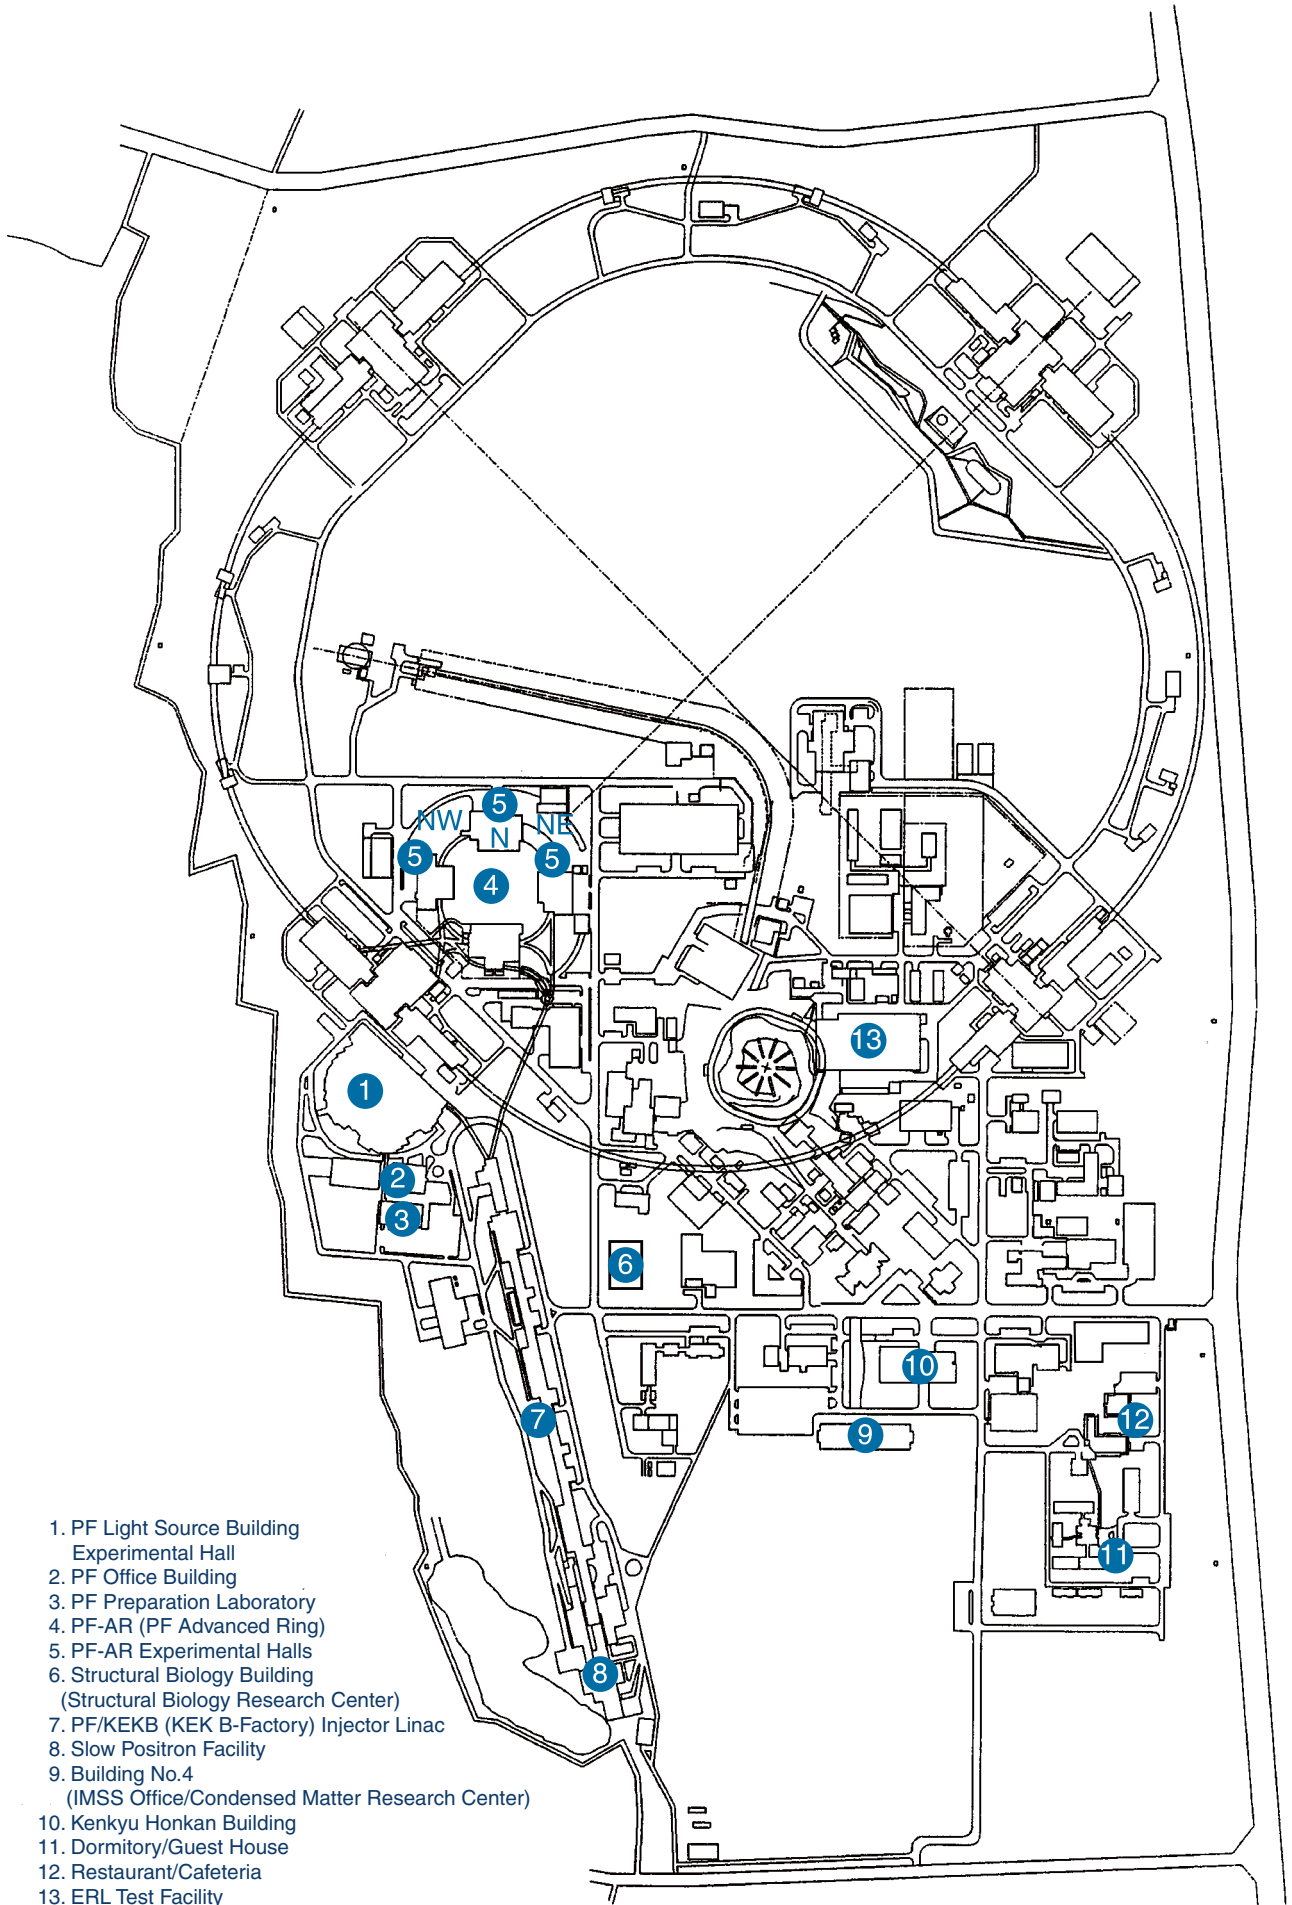 5
NW
N
NE
5
5
4
13
1
2
3
6
10
7
9
12
11
8
1. PF Light Source Building
Experimental Hall
2. PF Office Building
3. PF Preparation Laboratory
4. PF-AR (PF Advanced Ring)
5. PF-AR Experimental Halls
6. Structural Biology Building
(Structural Biology Research Center)
7. PF/KEKB (KEK B-Factory) Injector Linac
8. Slow Positron Facility
9. Building No.4
(IMSS Office/Condensed Matter Research Center)
10. Kenkyu Honkan Building
11. Dormitory/Guest House
12. Restaurant/Cafeteria
13. ERL Test Facility